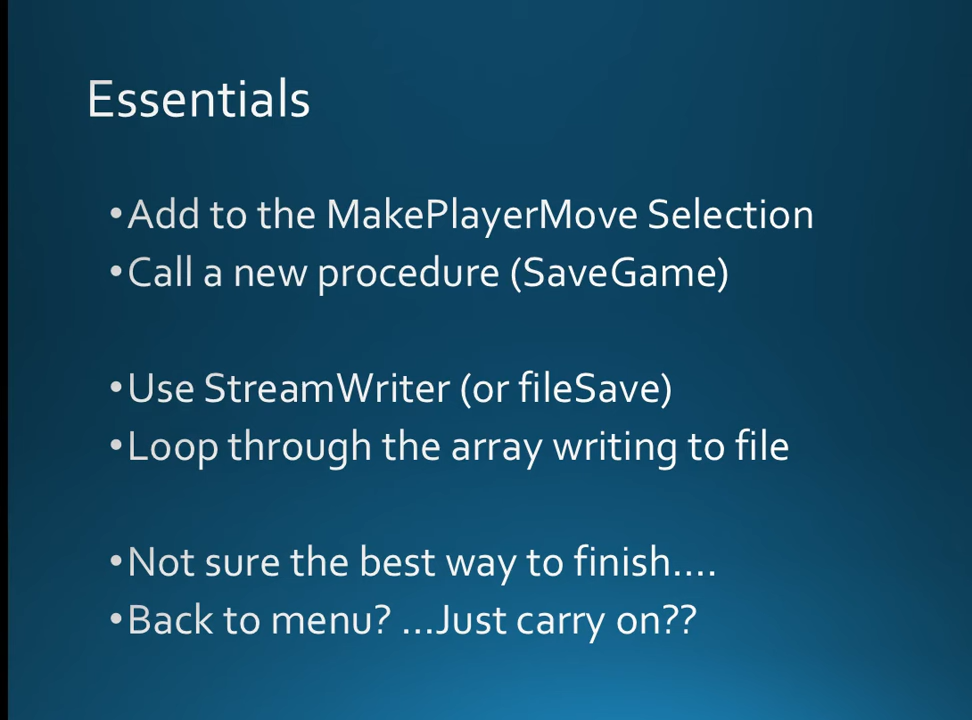 Essentials
•Add to the MakePlayerMove Selection
•Call a new procedure (SaveGame)
•Use StreamWriter (or fileSave)
•Loop through the array writing to file
•Not sure the best way to finish....
•Back to menu? ...Just carry on??